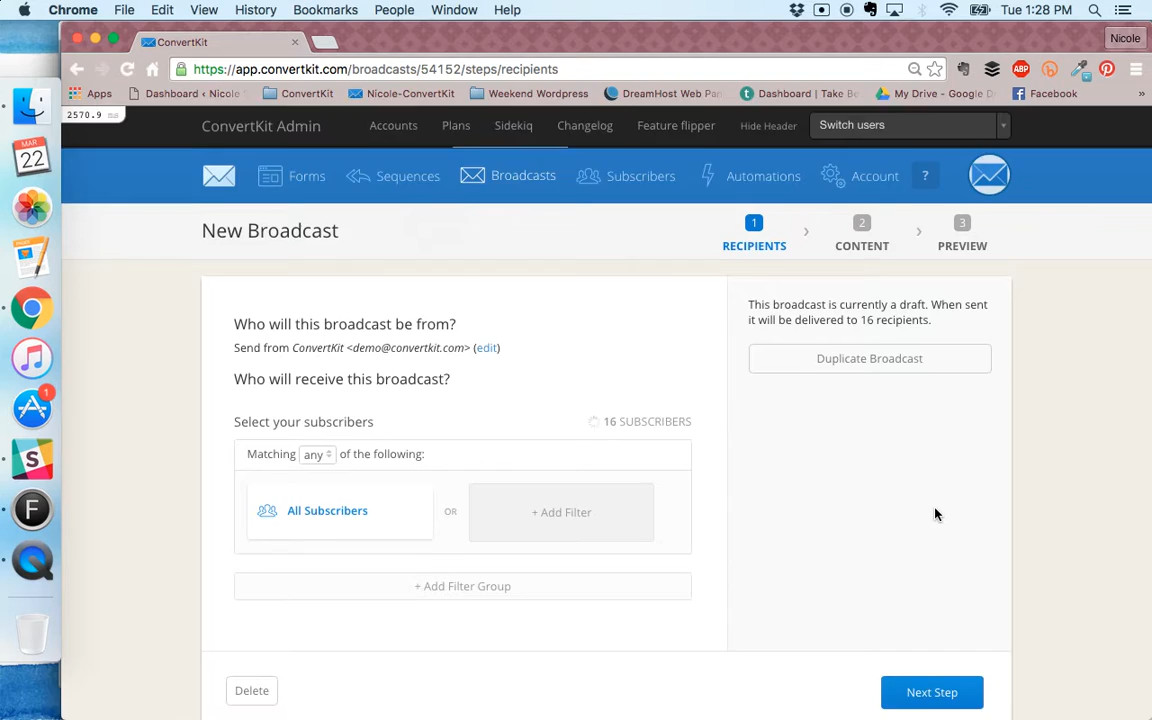 Chrome File Edit View History Bookmarks People Window Help Tue 1:28 PM
ConvertKit Nicole
https://app.convertkit.com/broadcasts/54152/steps/recipients ABP
Apps Dashboard ‹ Nicole ConvertKit Nicole-ConvertKit Weekend Wordpress DreamHost Web Pan Dashboard | Take Be My Drive - Google D Facebook »
2570.9 ms
ConvertKit Admin Accounts Plans Sidekiq Changelog Feature flipper Hide Header Switch users
MAR
22
Forms Sequences Broadcasts Subscribers Automations Account ?
New Broadcast
1 2 3
RECIPIENTS CONTENT PREVIEW
Who will this broadcast be from?
Send from ConvertKit <demo@convertkit.com> (edit)
Who will receive this broadcast?
Select your subscribers 16 SUBSCRIBERS
Matching any of the following:
All Subscribers OR + Add Filter
+ Add Filter Group
Delete Next Step
This broadcast is currently a draft. When sent
it will be delivered to 16 recipients.
Duplicate Broadcast
1
S
F